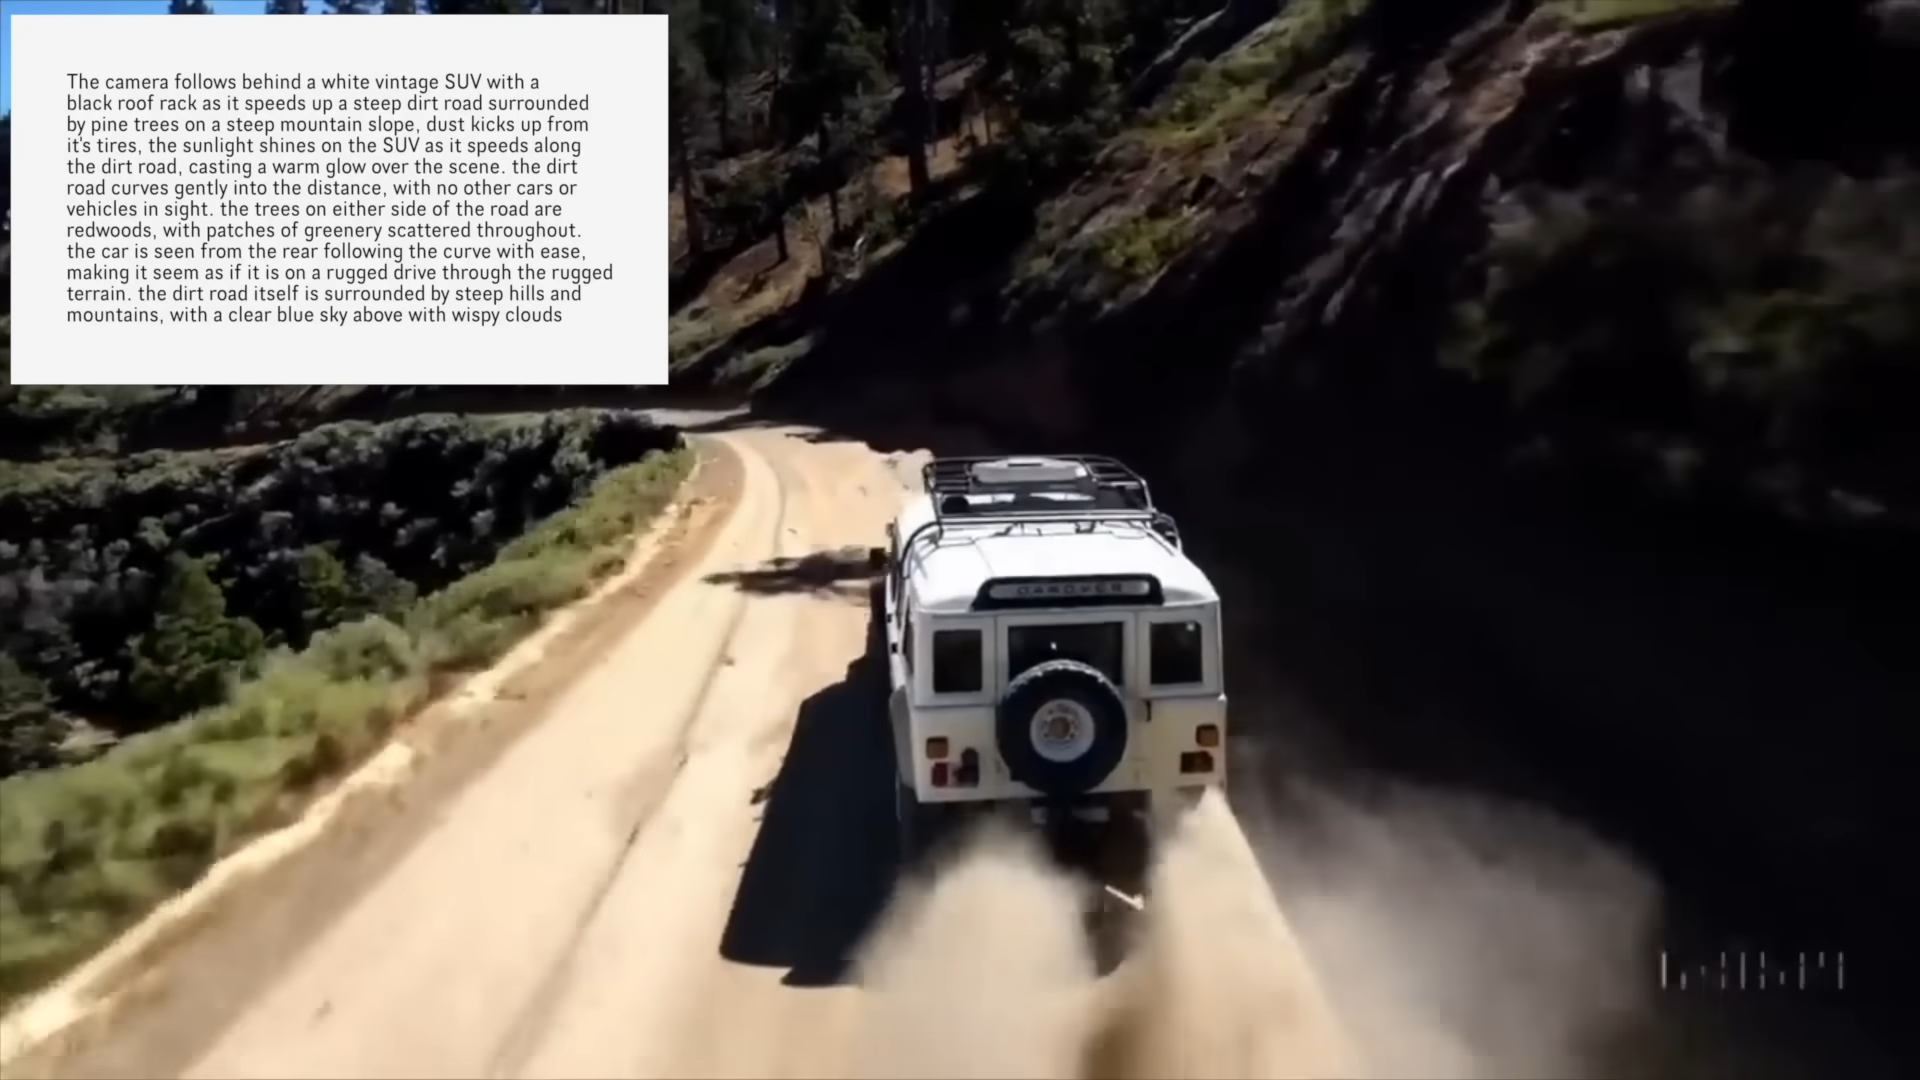 The camera follows behind a white vintage SUV with a
black roof rack as it speeds up a steep dirt road surrounded
by pine trees on a steep mountain slope, dust kicks up from
it's tires, the sunlight shines on the SUV as it speeds along
the dirt road, casting a warm glow over the scene. the dirt
road curves gently into the distance, with no other cars or
vehicles in sight. the trees on either side of the road are
redwoods, with patches of greenery scattered throughout.
the car is seen from the rear following the curve with ease,
making it seem as if it is on a rugged drive through the rugged
terrain. the dirt road itself is surrounded by steep hills and
mountains, with a clear blue sky above with wispy clouds